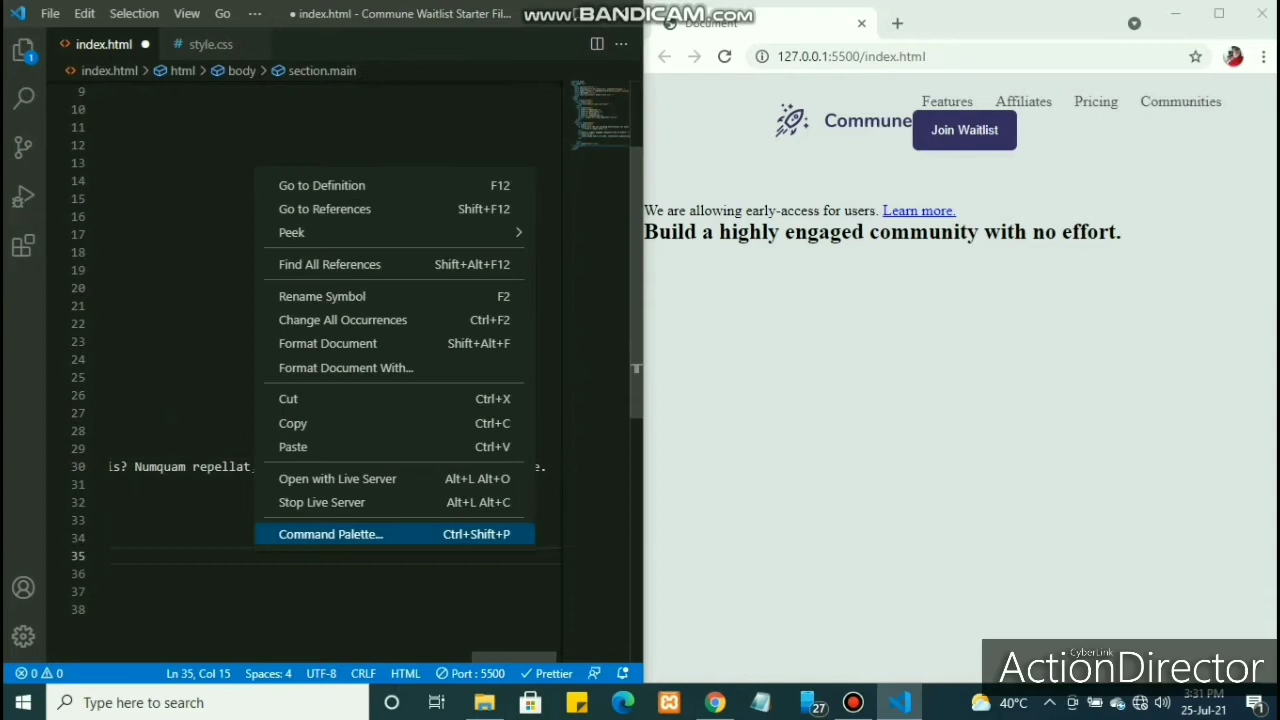 File Edit Selection View Go ··· ● index.html - Commune Waitlist Starter Fil...
www.BANDICAM.com
index.html ● # style.css
index.html > html > body > section.main
9
10
11
12
13
14
15
16
17
18
19
20
21
22
23
24
25
26
27
28
29
30
31
32
33
34
35
36
37
38
is? Numquam repellat
e.
Go to Definition F12
Go to References Shift+F12
Peek >
Find All References Shift+Alt+F12
Rename Symbol F2
Change All Occurrences Ctrl+F2
Format Document Shift+Alt+F
Format Document With...
Cut Ctrl+X
Copy Ctrl+C
Paste Ctrl+V
Open with Live Server Alt+L Alt+O
Stop Live Server Alt+L Alt+C
Command Palette... Ctrl+Shift+P
1
0 0 Ln 35, Col 15 Spaces: 4 UTF-8 CRLF HTML Port : 5500 Prettier
Document
127.0.0.1:5500/index.html
Features Affiliates Pricing Communities
Commune
Join Waitlist
We are allowing early-access for users. Learn more.
Build a highly engaged community with no effort.
CyberLink
ActionDirector
Type here to search
27
40°C
3:31 PM
25-Jul-21
1